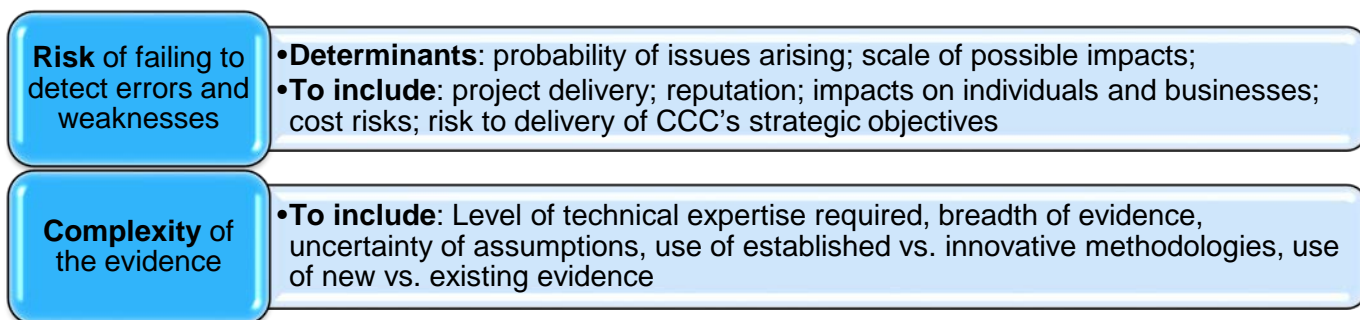 Risk of failing to
detect errors and
weaknesses
•Determinants: probability of issues arising; scale of possible impacts;
•To include: project delivery; reputation; impacts on individuals and businesses;
cost risks; risk to delivery of CCC’s strategic objectives
Complexity of
the evidence
•To include: Level of technical expertise required, breadth of evidence,
uncertainty of assumptions, use of established vs. innovative methodologies, use
of new vs. existing evidence